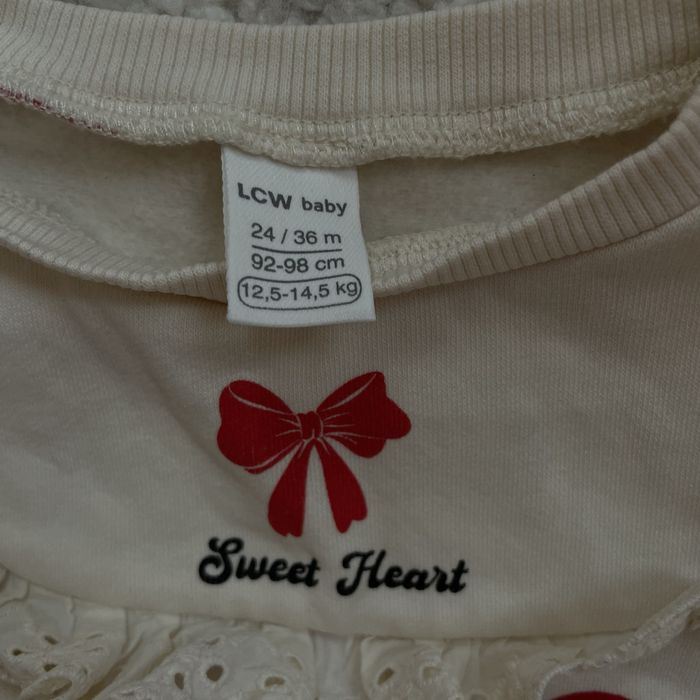 LCW baby
24 / 36 m
92-98 cm
12,5-14,5 kg
Sweet Heart